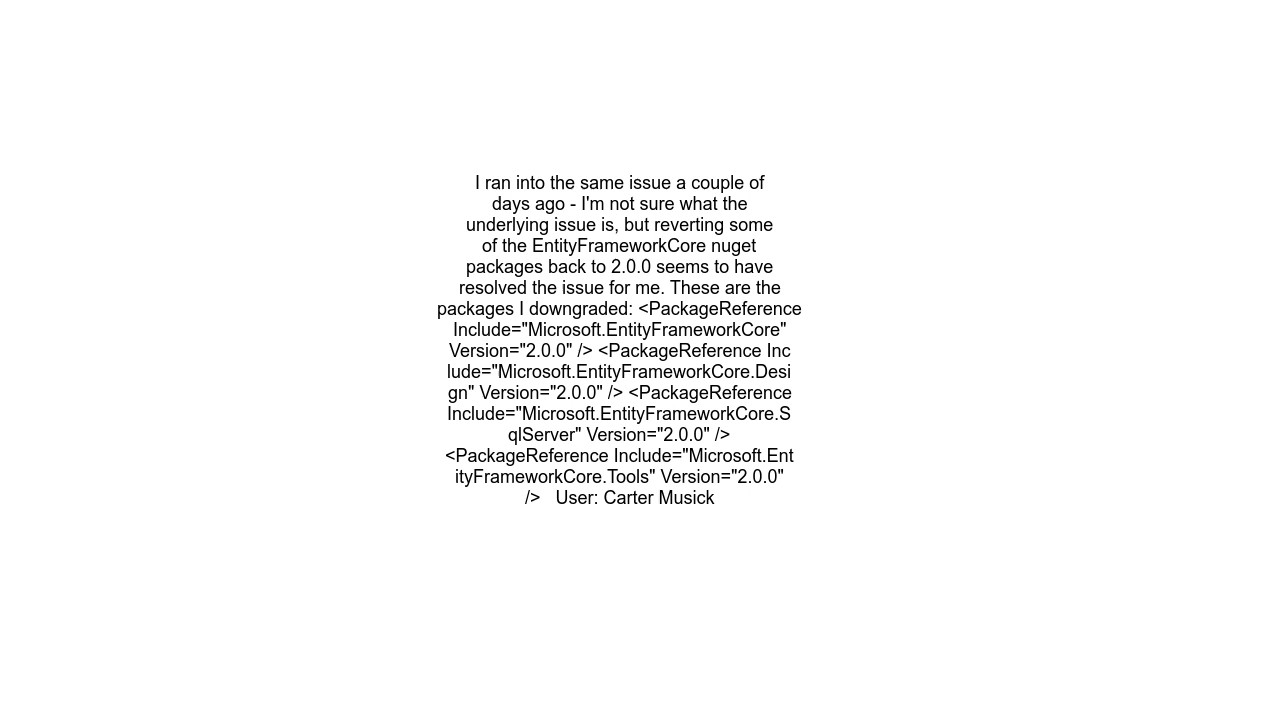 I ran into the same issue a couple of
days ago - I'm not sure what the
underlying issue is, but reverting some
of the EntityFrameworkCore nuget
packages back to 2.0.0 seems to have
resolved the issue for me. These are the
packages I downgraded: <PackageReference
Include="Microsoft.EntityFrameworkCore"
Version="2.0.0" /> <PackageReference Inc
lude="Microsoft.EntityFrameworkCore.Desi
gn" Version="2.0.0" /> <PackageReference
Include="Microsoft.EntityFrameworkCore.S
qlServer" Version="2.0.0" />
<PackageReference Include="Microsoft.Ent
ityFrameworkCore.Tools" Version="2.0.0"
/>   User: Carter Musick